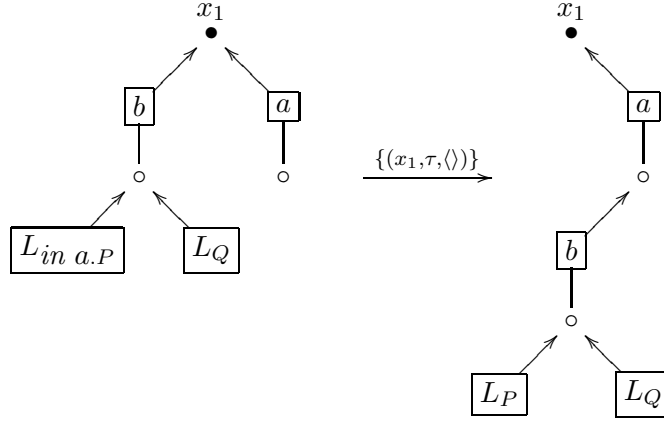 x₁ x₁
b a a
{(x₁,τ,⟨⟩)}
L_{in a.P} L_Q b
L_P L_Q